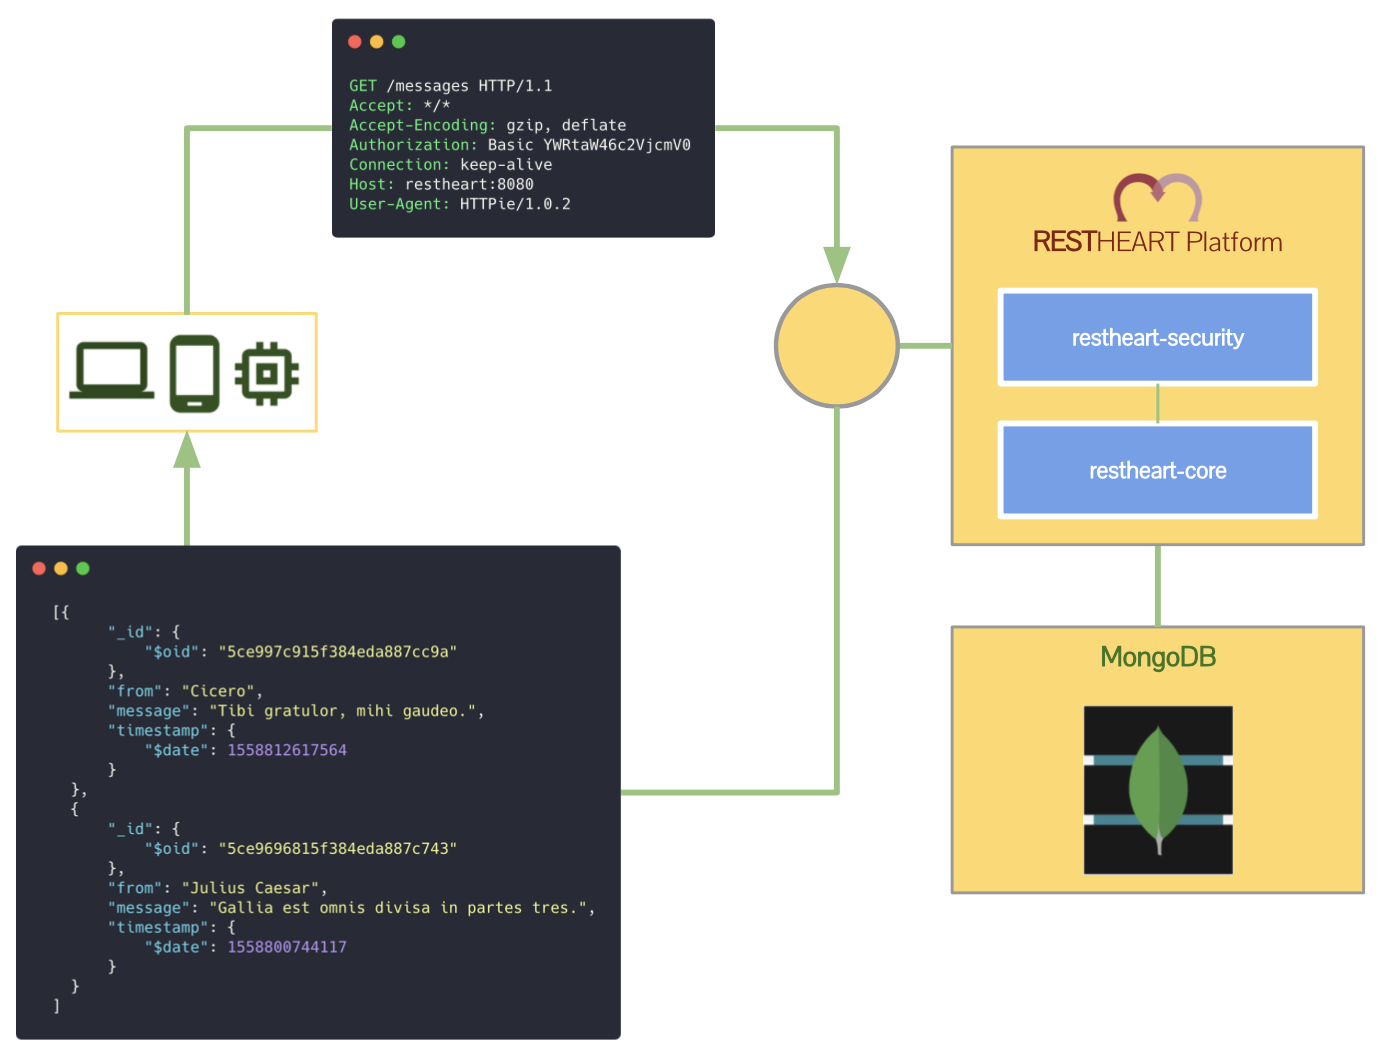 GET /messages HTTP/1.1
Accept: */*
Accept-Encoding: gzip, deflate
Authorization: Basic YWRtaW46c2VjcmV0
Connection: keep-alive
Host: restheart:8080
User-Agent: HTTPie/1.0.2
RESTHEART Platform
restheart-security
restheart-core
MongoDB
[{
"_id": {
"$oid": "5ce997c915f384eda887cc9a"
},
"from": "Cicero",
"message": "Tibi gratulor, mihi gaudeo.",
"timestamp": {
"$date": 1558812617564
}
},
{
"_id": {
"$oid": "5ce9696815f384eda887c743"
},
"from": "Julius Caesar",
"message": "Gallia est omnis divisa in partes tres.",
"timestamp": {
"$date": 1558800744117
}
}
]